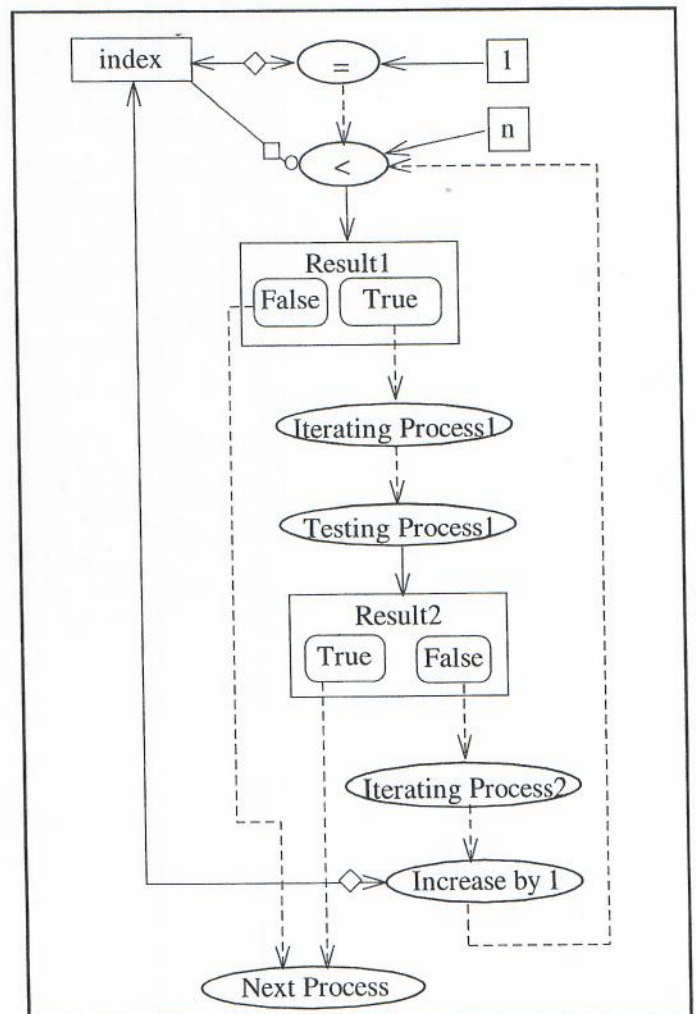 index
=
1
n
<
Result1
False
True
Iterating Process1
Testing Process1
Result2
True
False
Iterating Process2
Increase by 1
Next Process